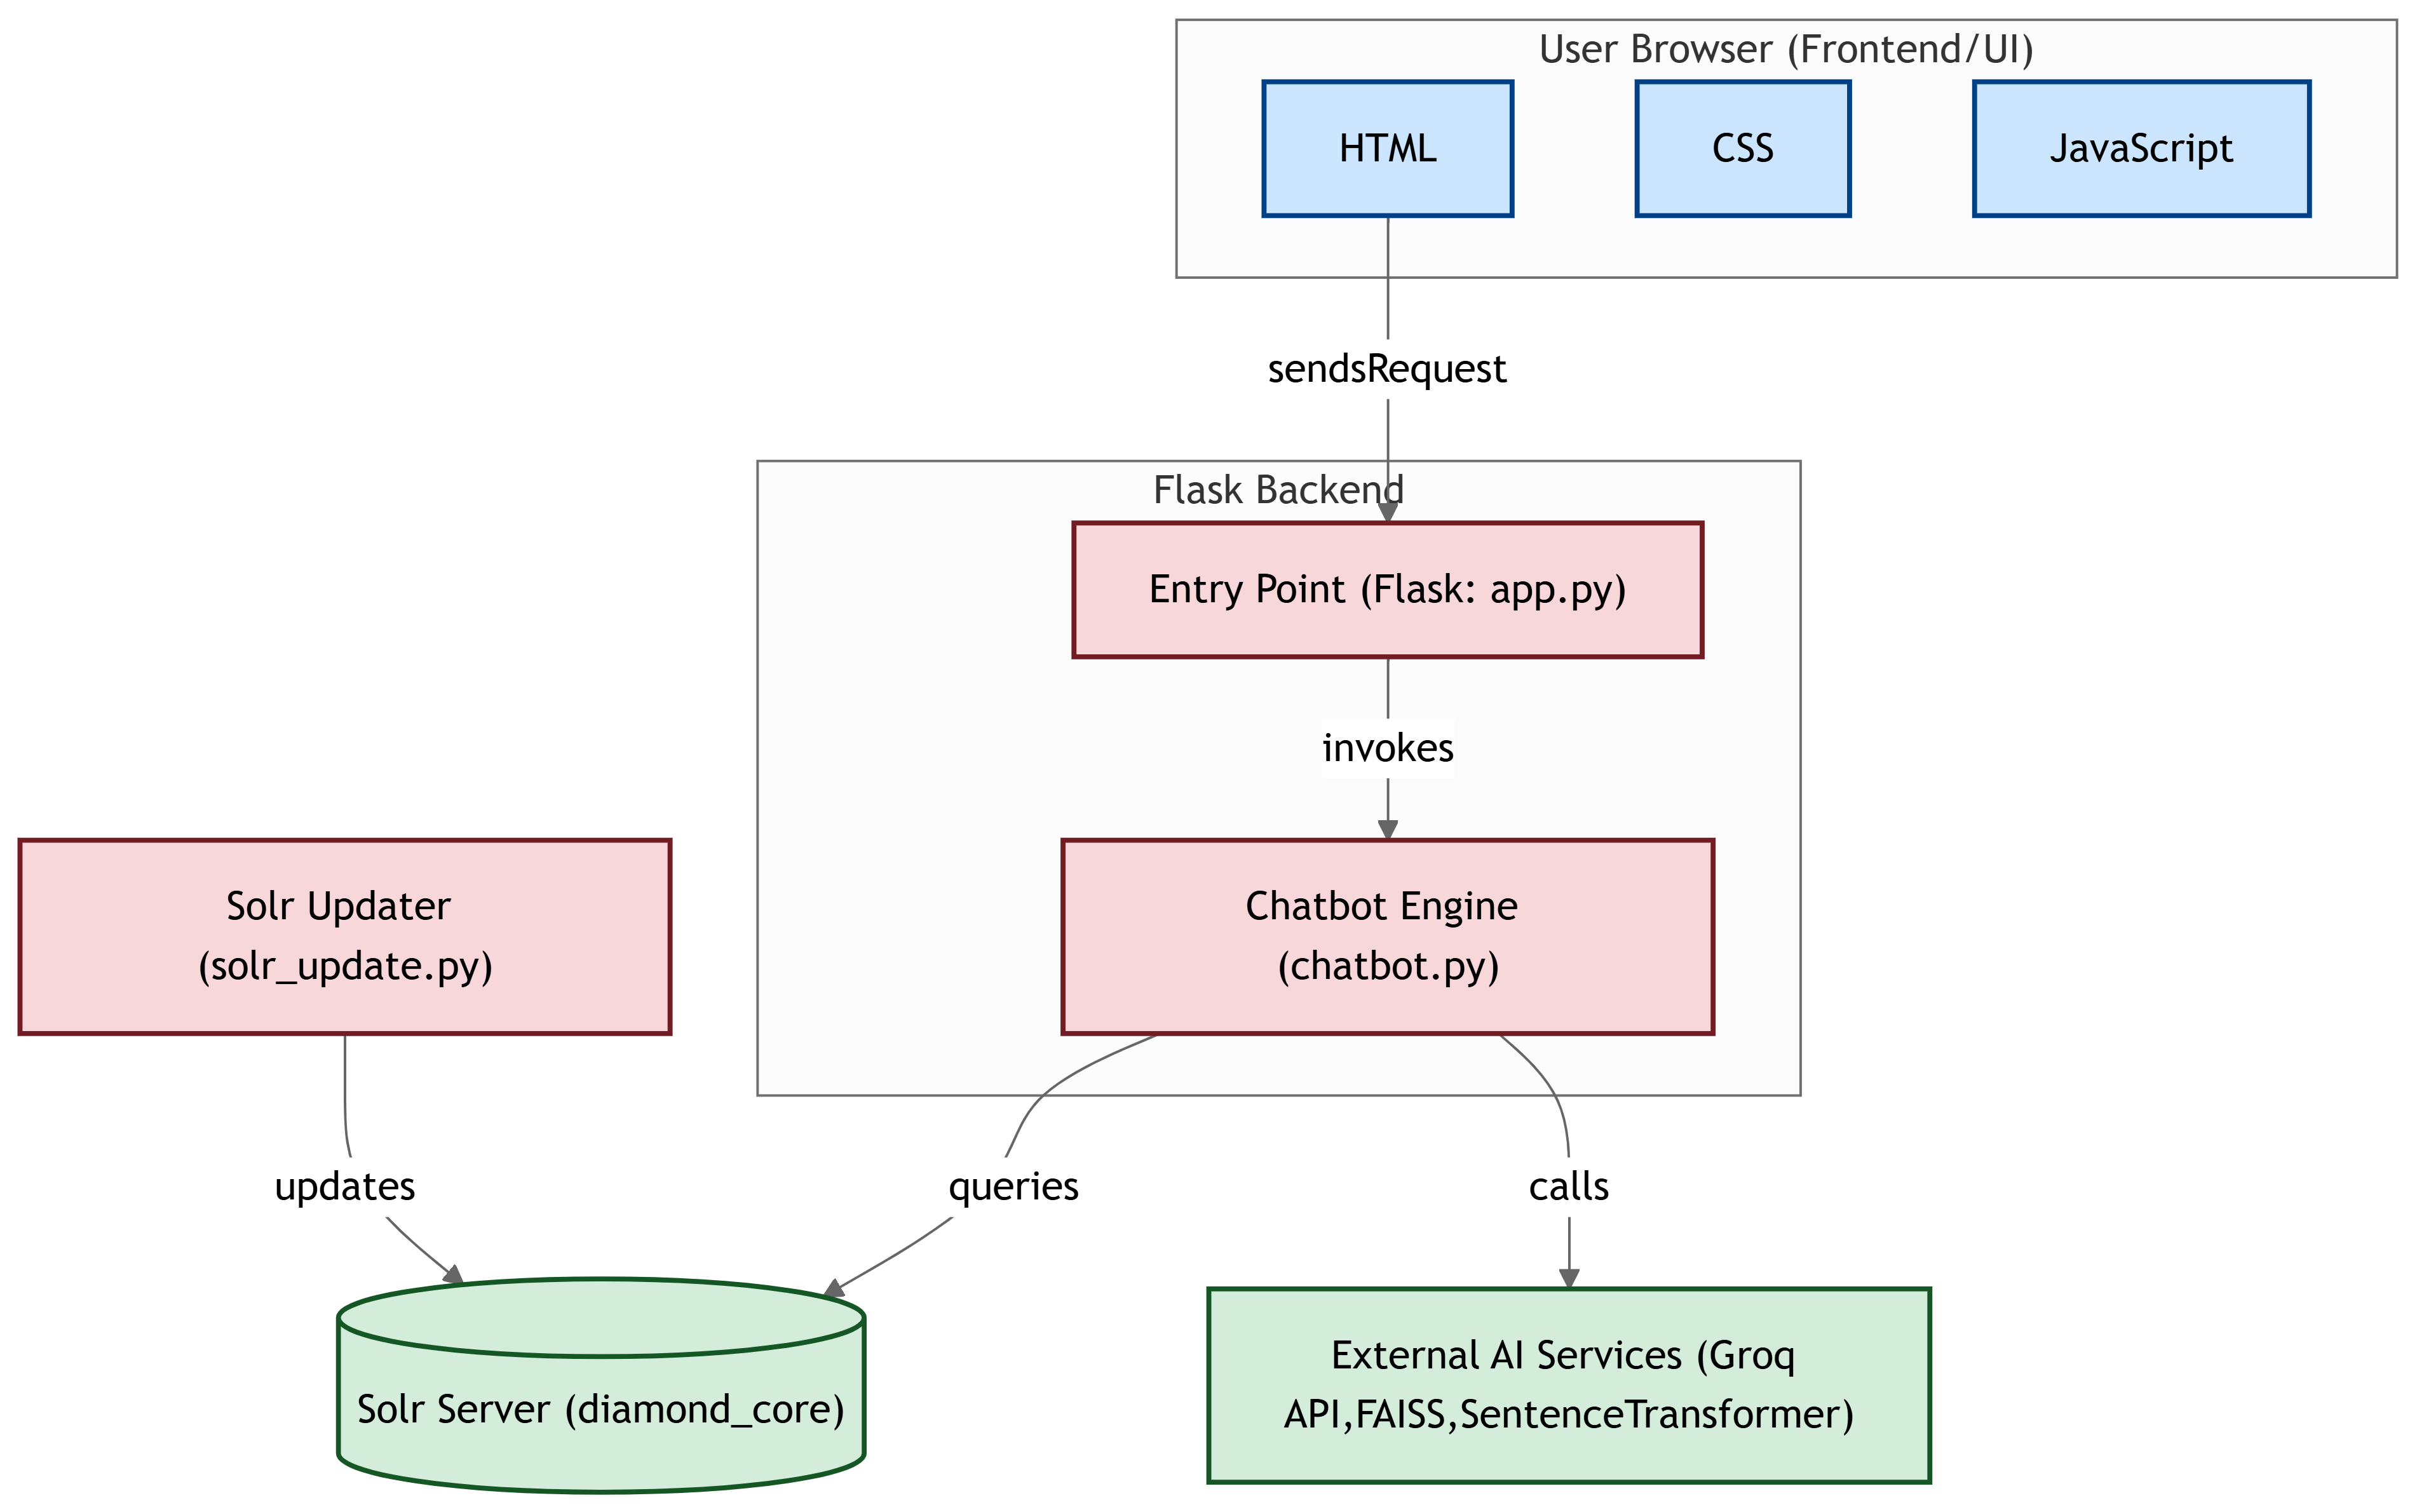 User Browser (Frontend/UI)
HTML
CSS
JavaScript
sendsRequest
Flask Backend
Entry Point (Flask: app.py)
invokes
Solr Updater
(solr_update.py)
Chatbot Engine
(chatbot.py)
updates
queries
calls
Solr Server (diamond_core)
External AI Services (Groq
API,FAISS,SentenceTransformer)